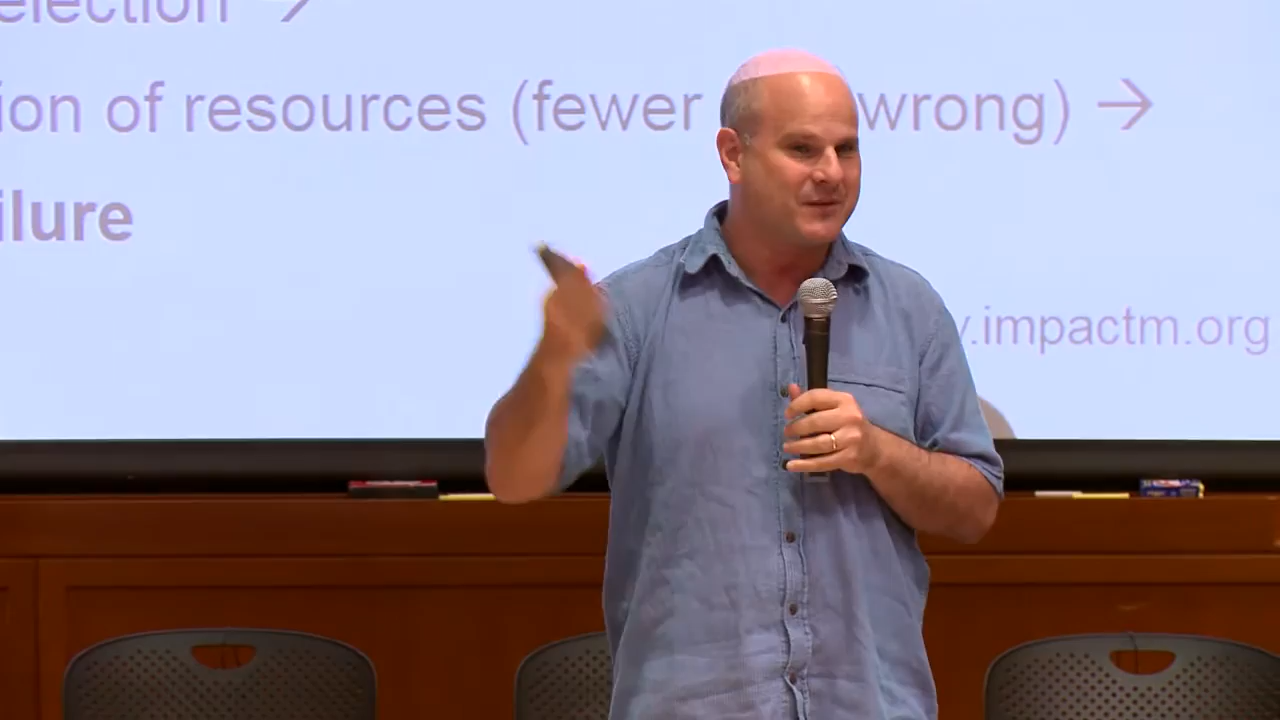 election →
ion of resources (fewer wrong) →
ilure
.impactm.org